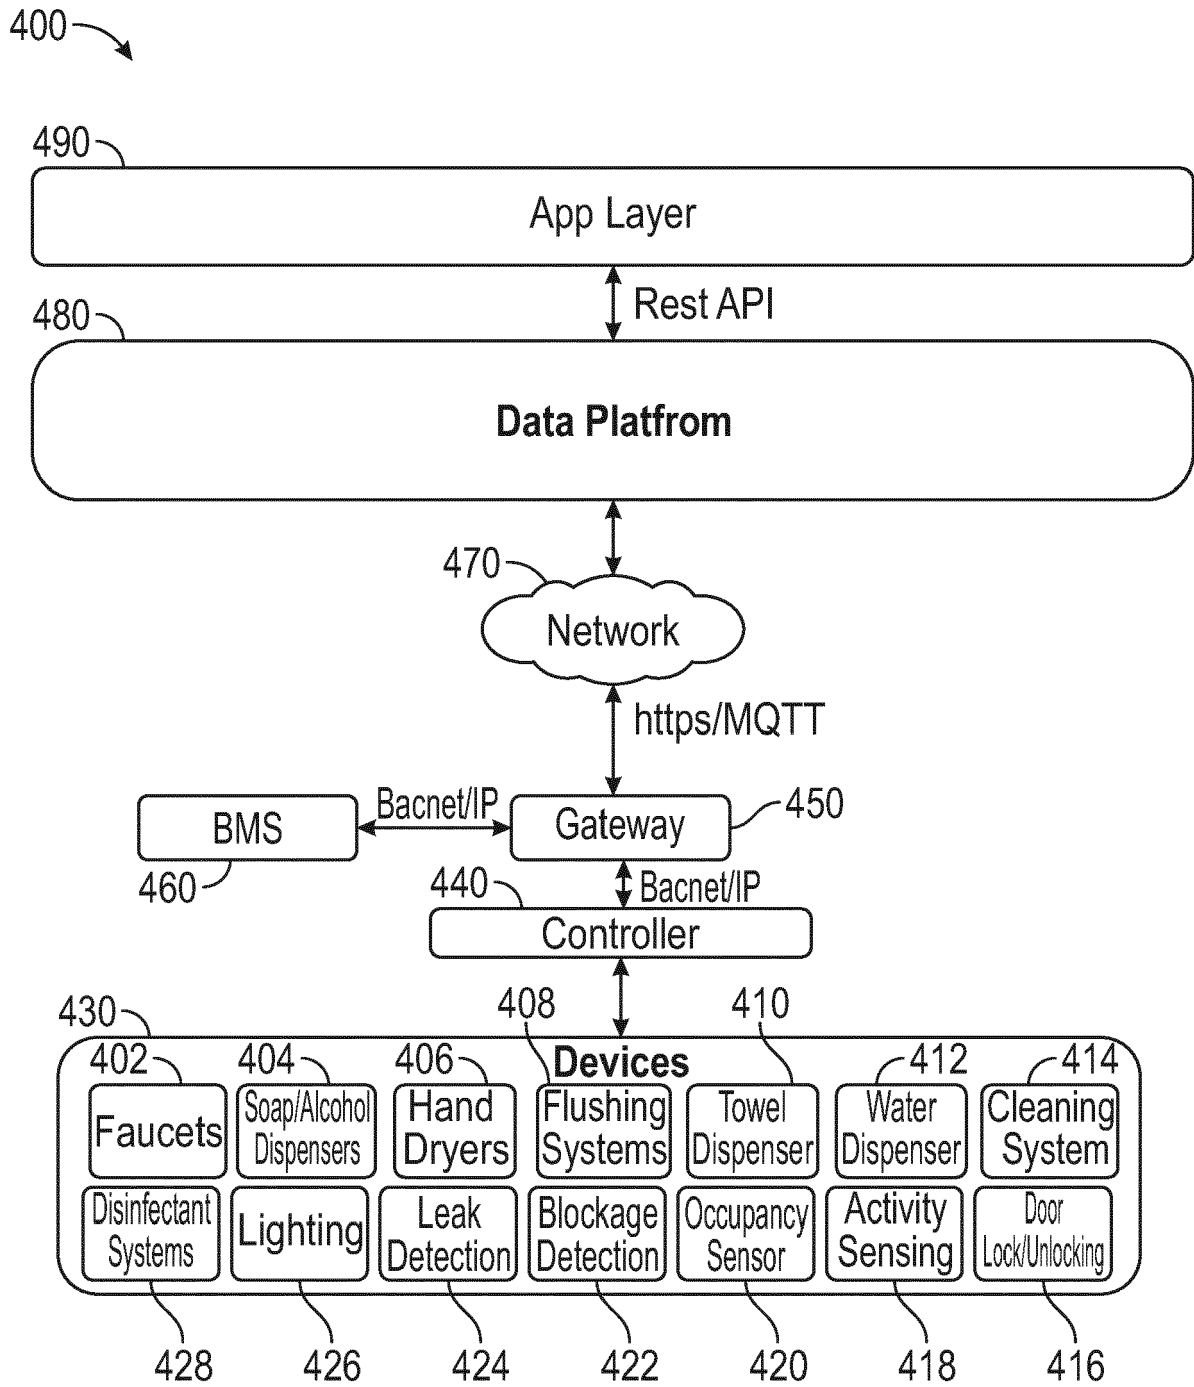 400
490
App Layer
Rest API
480
Data Platfrom
470
Network
https/MQTT
BMS
Bacnet/IP
Gateway
450
460
440
Bacnet/IP
Controller
430
408
410
Devices
402
404
406
412
414
Faucets
Soap/Alcohol
Dispensers
Hand
Dryers
Flushing
Systems
Towel
Dispenser
Water
Dispenser
Cleaning
System
Disinfectant
Systems
Lighting
Leak
Detection
Blockage
Detection
Occupancy
Sensor
Activity
Sensing
Door
Lock/Unlocking
428
426
424
422
420
418
416